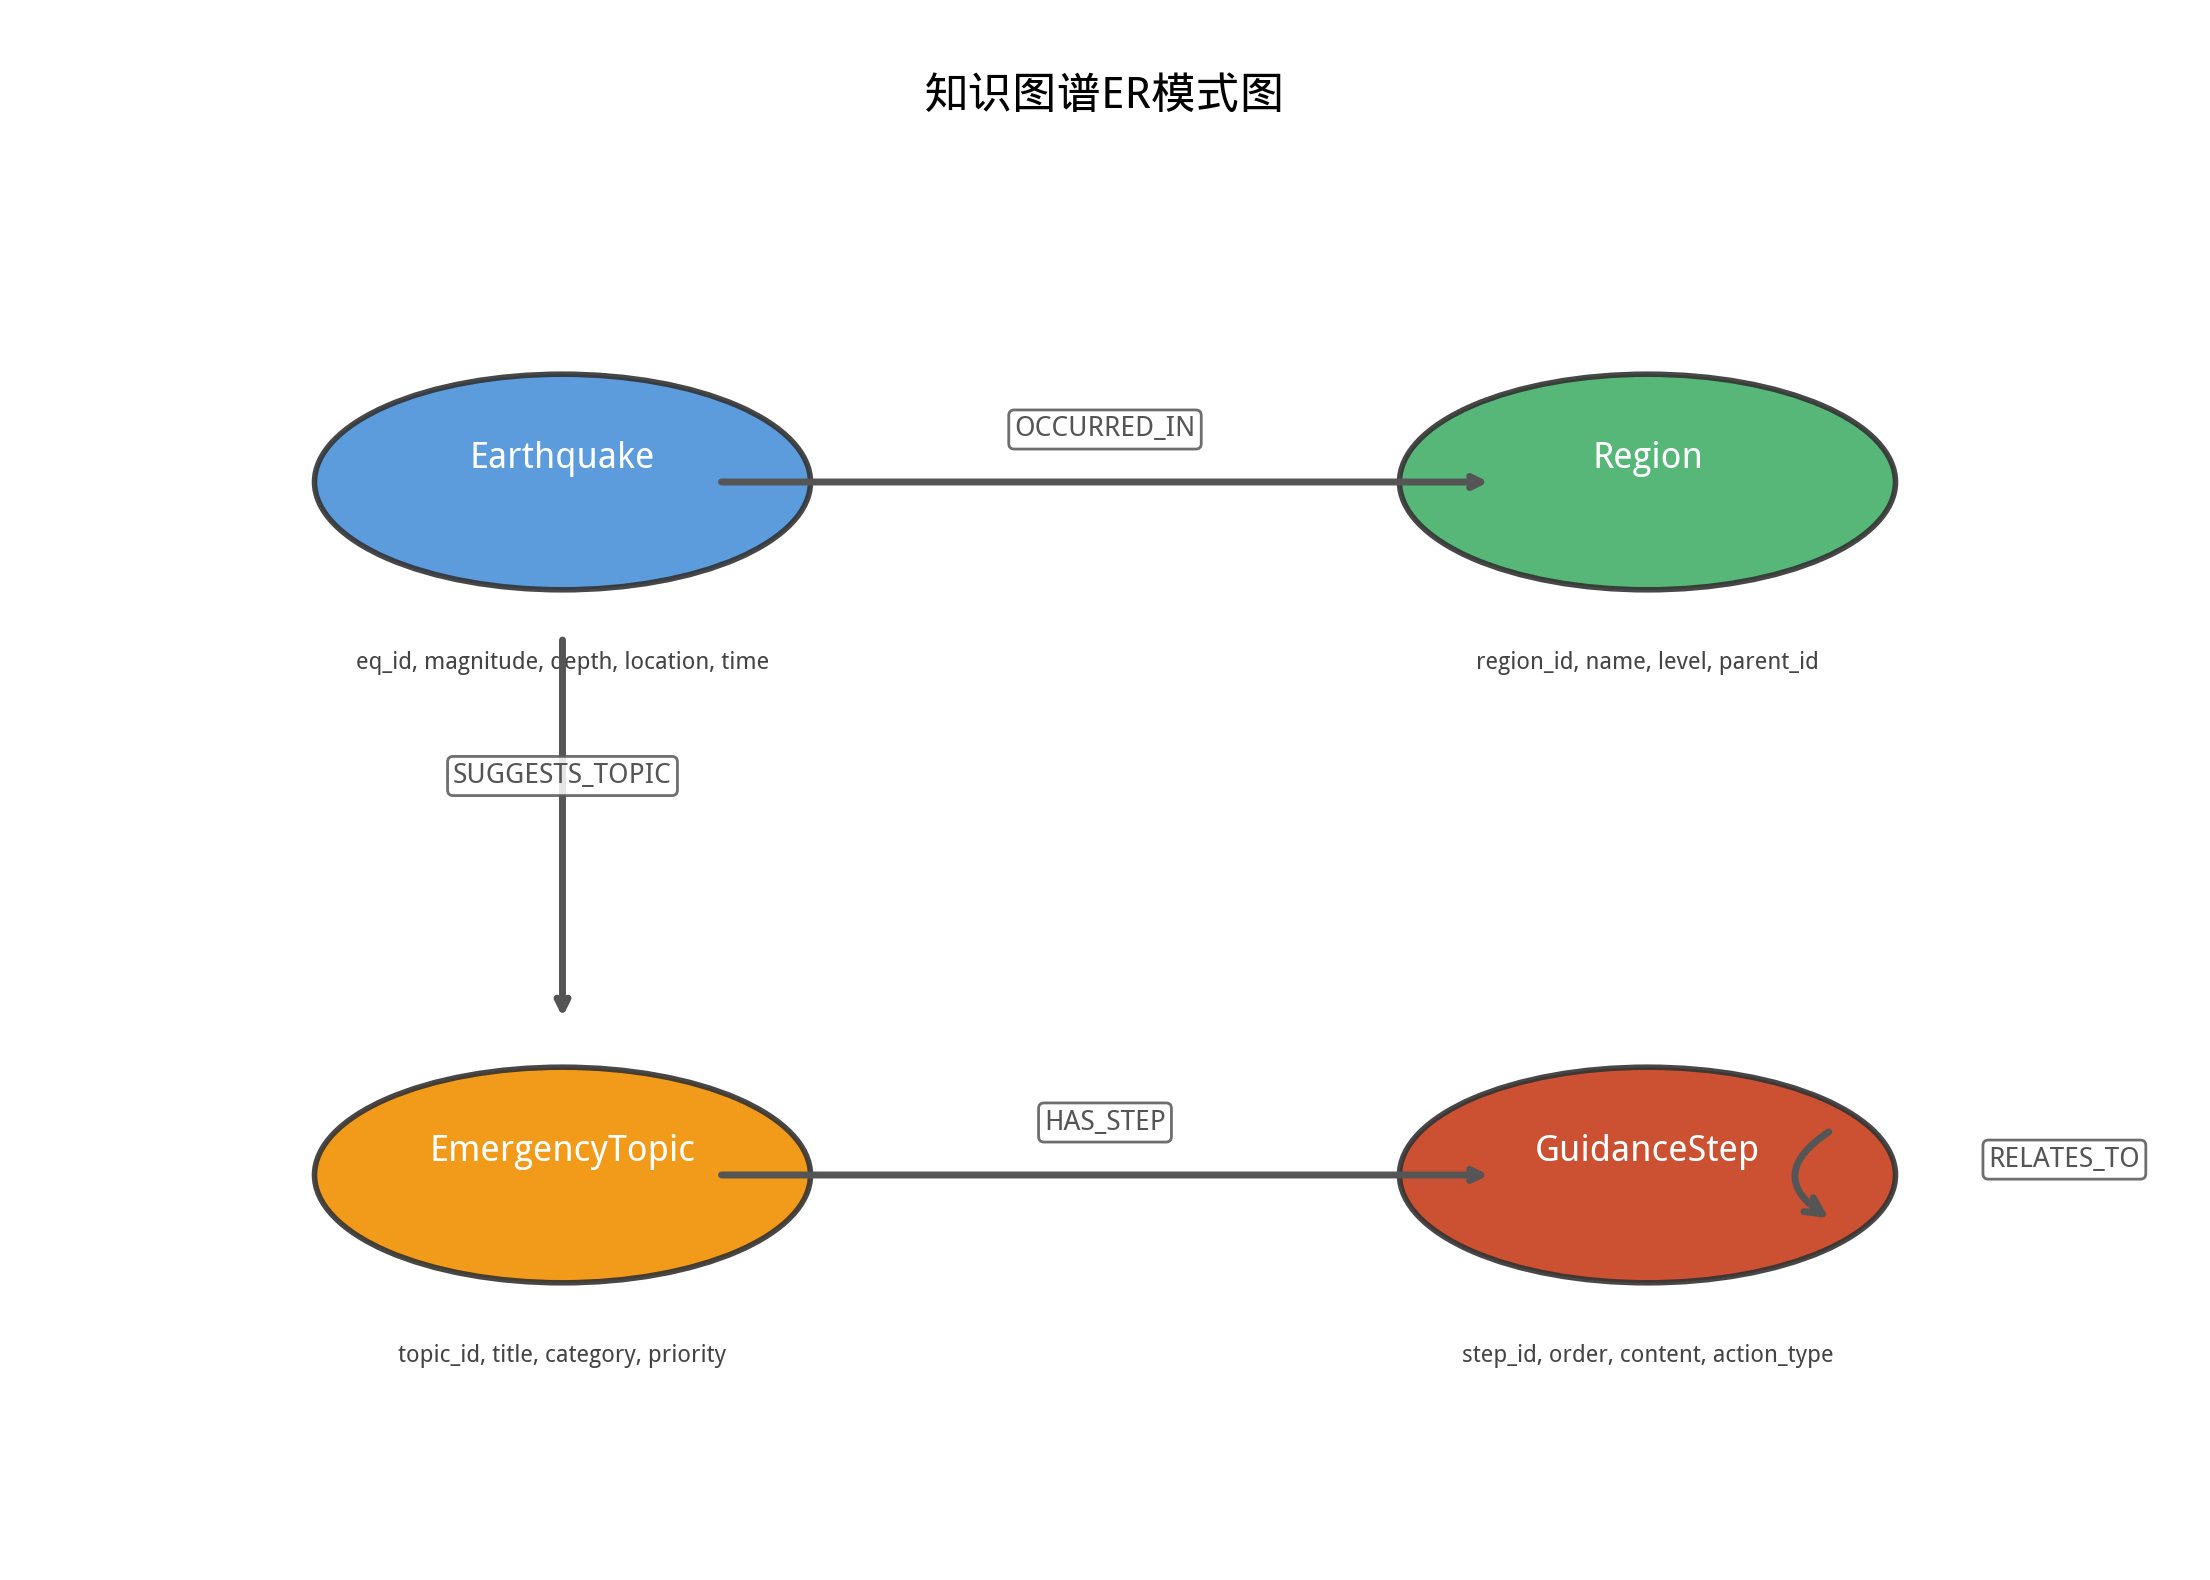 知识图谱ER模式图
Earthquake
OCCURRED_IN
Region
eq_id, magnitude, depth, location, time
region_id, name, level, parent_id
SUGGESTS_TOPIC
EmergencyTopic
HAS_STEP
GuidanceStep
RELATES_TO
topic_id, title, category, priority
step_id, order, content, action_type